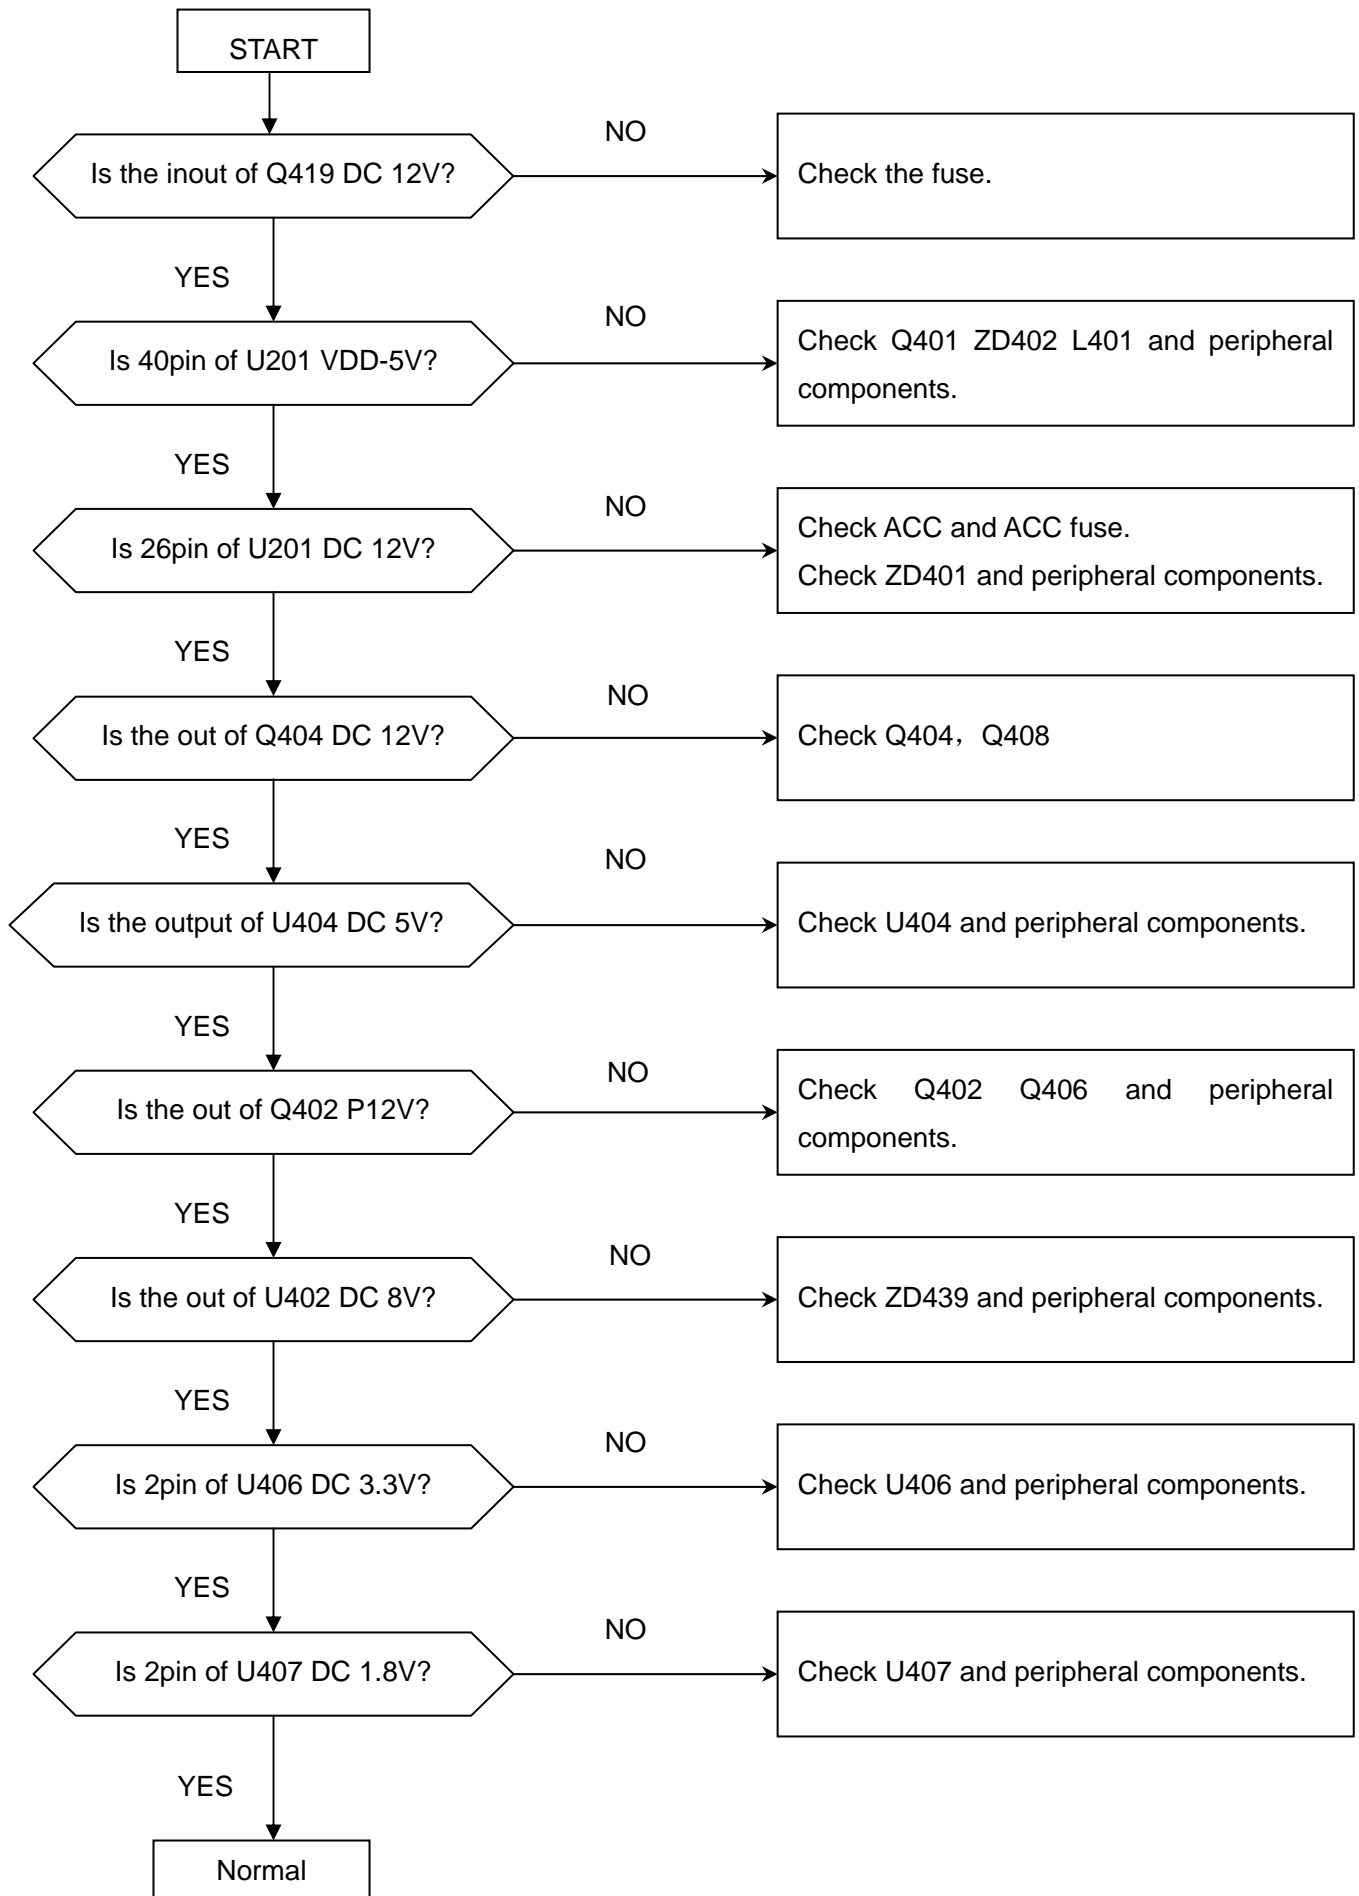 START
NO
Is the inout of Q419 DC 12V?
Check the fuse.
YES
NO
Is 40pin of U201 VDD-5V?
Check Q401 ZD402 L401 and peripheral
components.
YES
NO
Is 26pin of U201 DC 12V?
Check ACC and ACC fuse.
Check ZD401 and peripheral components.
YES
NO
Is the out of Q404 DC 12V?
Check Q404，Q408
YES
NO
Is the output of U404 DC 5V?
Check U404 and peripheral components.
YES
NO
Is the out of Q402 P12V?
Check Q402 Q406 and peripheral
components.
YES
NO
Is the out of U402 DC 8V?
Check ZD439 and peripheral components.
YES
NO
Is 2pin of U406 DC 3.3V?
Check U406 and peripheral components.
YES
NO
Is 2pin of U407 DC 1.8V?
Check U407 and peripheral components.
YES
Normal